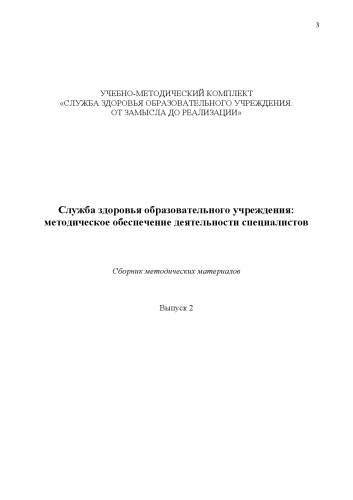 3
УЧЕБНО-МЕТОДИЧЕСКИЙ КОМПЛЕКТ
«СЛУЖБА ЗДОРОВЬЯ ОБРАЗОВАТЕЛЬНОГО УЧРЕЖДЕНИЯ:
ОТ ЗАМЫСЛА ДО РЕАЛИЗАЦИИ»
Служба здоровья образовательного учреждения:
методическое обеспечение деятельности специалистов
Сборник методических материалов
Выпуск 2